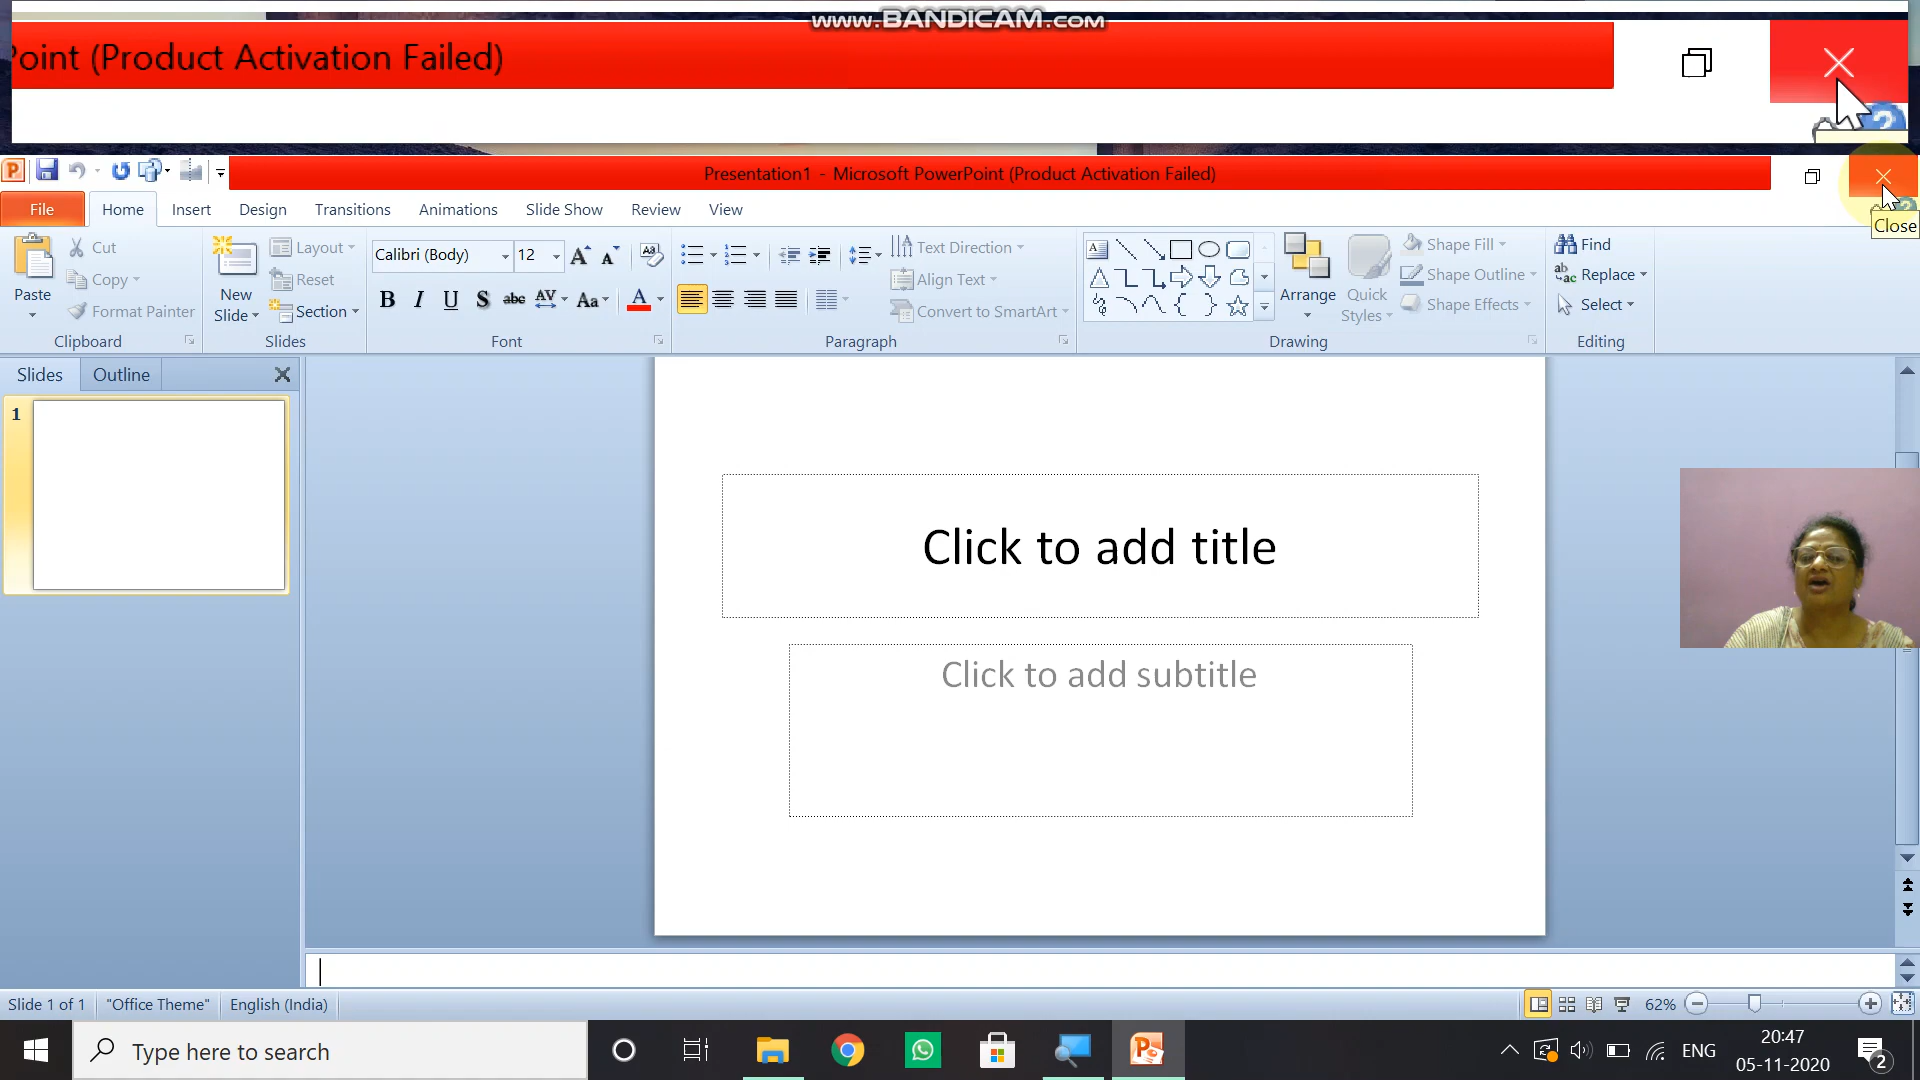 www.BANDICAM.com
Point (Product Activation Failed)
Presentation1 - Microsoft PowerPoint (Product Activation Failed)
Close
File Home Insert Design Transitions Animations Slide Show Review View
Paste
Cut
Copy
Format Painter
Clipboard
New Slide
Layout
Reset
Section
Slides
Calibri (Body) 12
B I U S abc AV Aa A
Font
Text Direction
Align Text
Convert to SmartArt
Paragraph
Arrange
Quick Styles
Shape Fill
Shape Outline
Shape Effects
Drawing
Find
Replace
Select
Editing
Slides Outline
1
Click to add title
Click to add subtitle
Slide 1 of 1 "Office Theme" English (India) 62%
Type here to search
ENG
20:47
05-11-2020
2